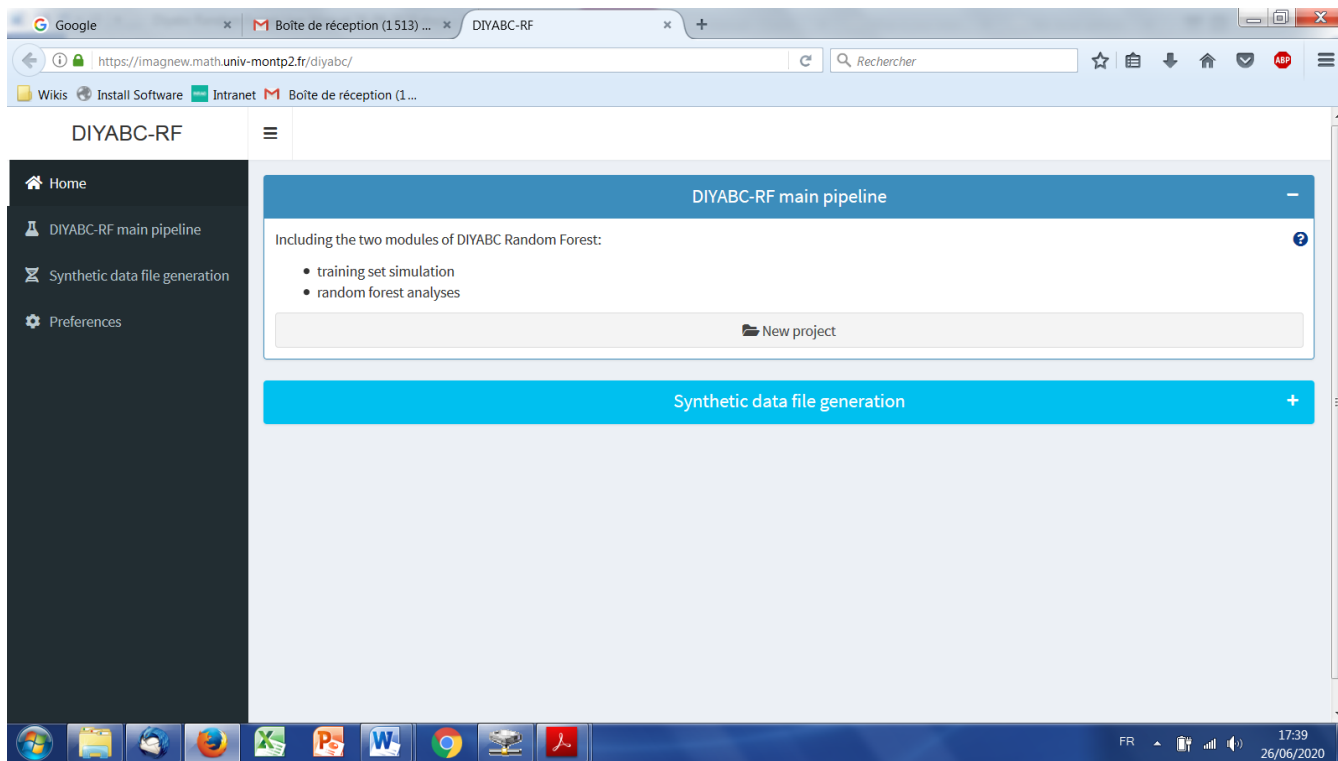 Google
Boîte de réception (1 513) ...
DIYABC-RF
https://imagnew.math.univ-montp2.fr/diyabc/
Rechercher
ABP
Wikis
Install Software
Intranet
Boîte de réception (1...
DIYABC-RF
Home
DIYABC-RF main pipeline
Synthetic data file generation
Preferences
DIYABC-RF main pipeline
Including the two modules of DIYABC Random Forest:
• training set simulation
• random forest analyses
New project
Synthetic data file generation
FR
17:39
26/06/2020